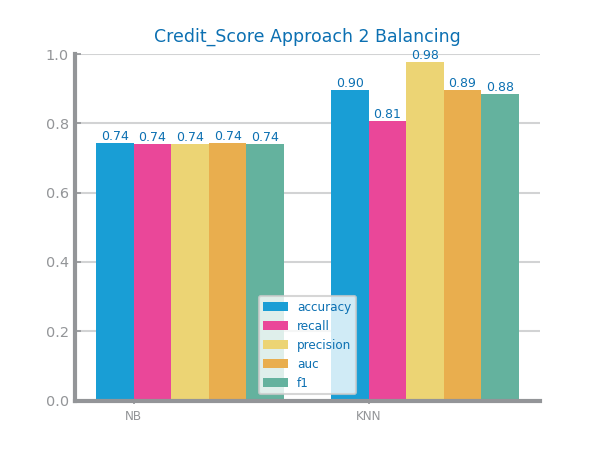 Credit_Score Approach 2 Balancing
1.0
0.8
0.6
0.4
0.2
0.0
0.74 0.74 0.74 0.74 0.74
0.90 0.81 0.98 0.89 0.88
accuracy
recall
precision
auc
f1
NB KNN